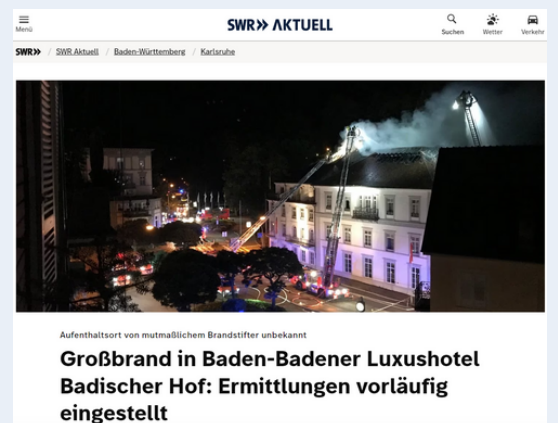 Menü
SWR» AKTUELL
Suchen
Wetter
Verkehr
SWR» / SWR Aktuell / Baden-Württemberg / Karlsruhe
Aufenthaltsort von mutmaßlichem Brandstifter unbekannt
Großbrand in Baden-Badener Luxushotel
Badischer Hof: Ermittlungen vorläufig
eingestellt